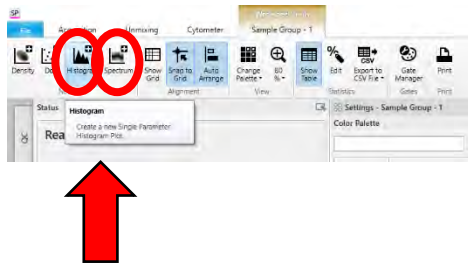 SP
File Acquisition Unmixing Cytometer Sample Group - 1
Density Histogram Spectrum Show Grid Snap to Grid Auto Arrange Change Palette 80 % Show Table Edit Export to CSV File Gate Manager Print
Alignment View Statistics Gates Print
Status
Settings - Sample Group - 1
Color Palette
Histogram
Create a new Single Parameter
Histogram Plot.
Rea